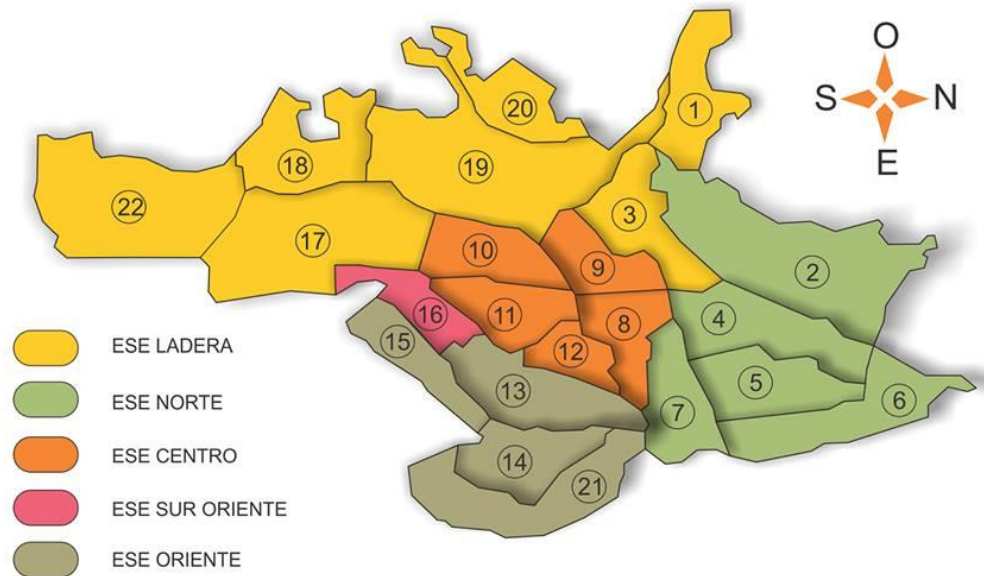 O
S N
E
1
20
18
19
22
3
17
10
9
2
16
11
8
4
15
12
13
5
7
6
14
21
ESE LADERA
ESE NORTE
ESE CENTRO
ESE SUR ORIENTE
ESE ORIENTE